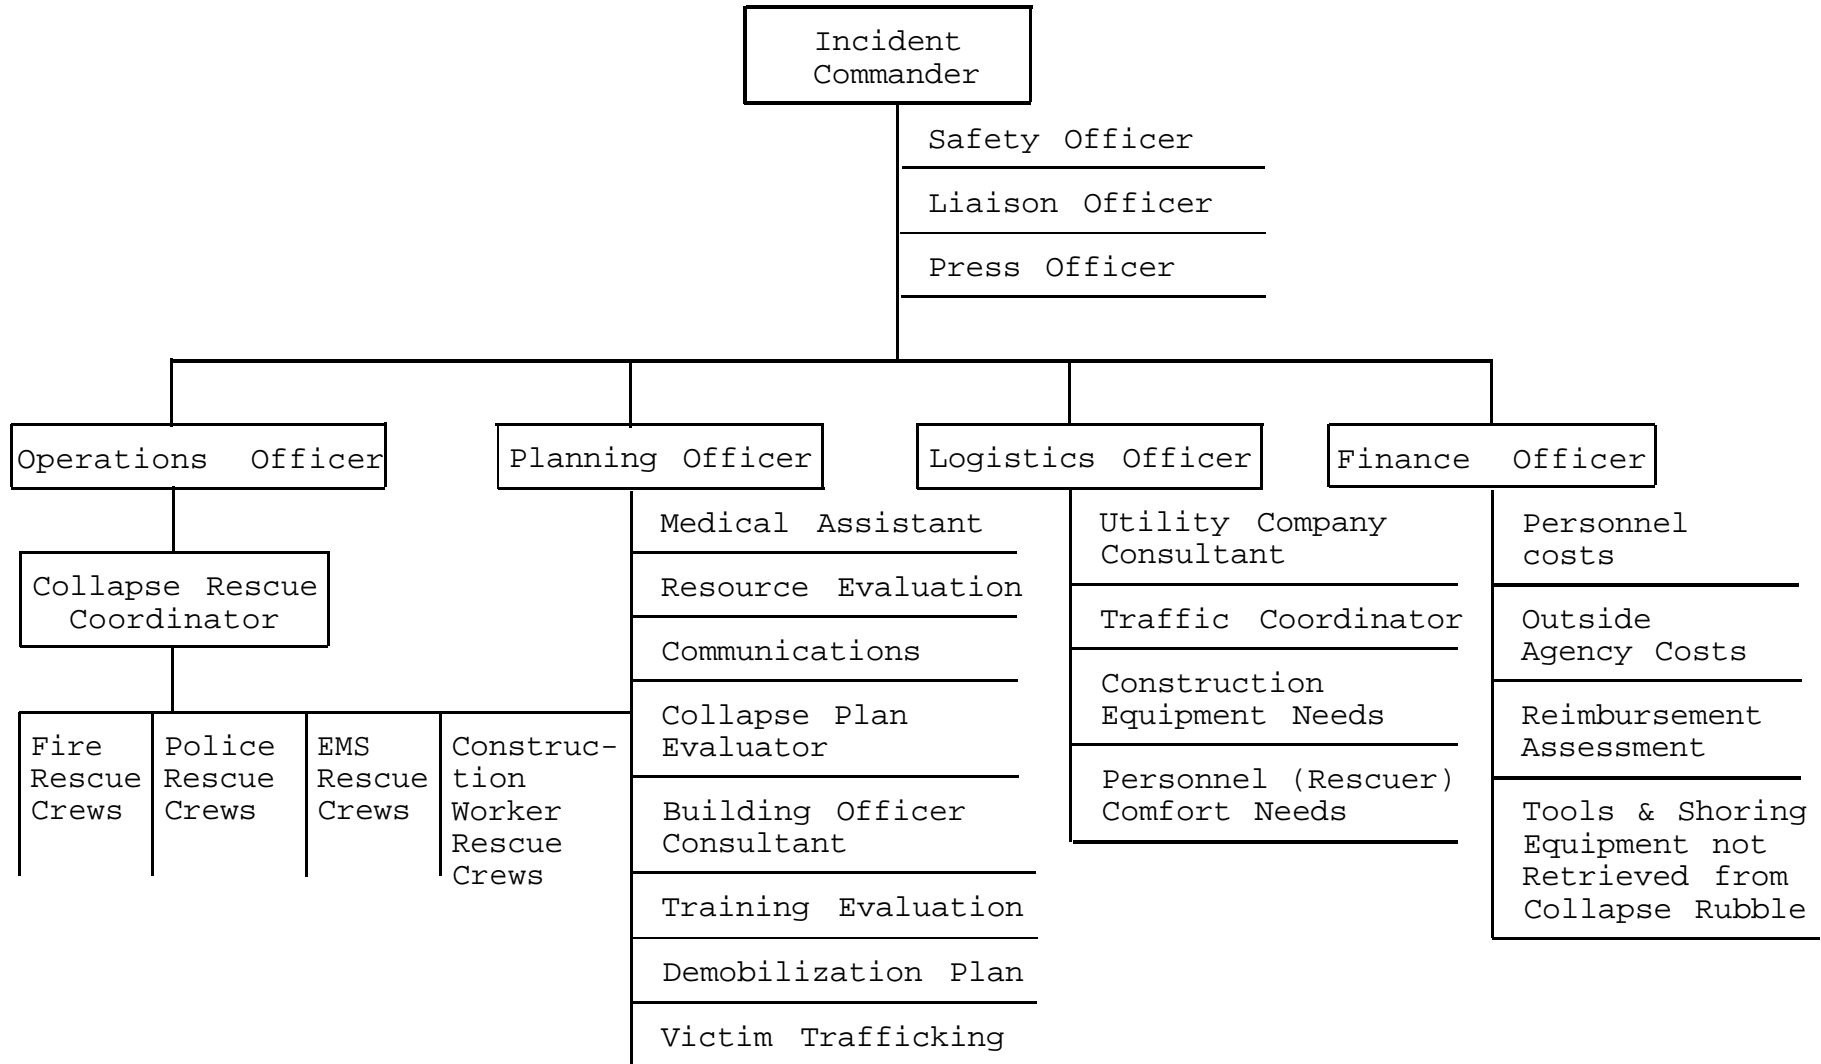 Incident
Commander
Safety Officer
Liaison Officer
Press Officer
Operations Officer
Collapse Rescue
Coordinator
Fire
Rescue
Crews
Police
Rescue
Crews
EMS
Rescue
Crews
Construc-
tion
Worker
Rescue
Crews
Planning Officer
Medical Assistant
Resource Evaluation
Communications
Collapse Plan
Evaluator
Building Officer
Consultant
Training Evaluation
Demobilization Plan
Victim Trafficking
Logistics Officer
Utility Company
Consultant
Traffic Coordinator
Construction
Equipment Needs
Personnel (Rescuer)
Comfort Needs
Finance Officer
Personnel
costs
Outside
Agency Costs
Reimbursement
Assessment
Tools & Shoring
Equipment not
Retrieved from
Collapse Rubble